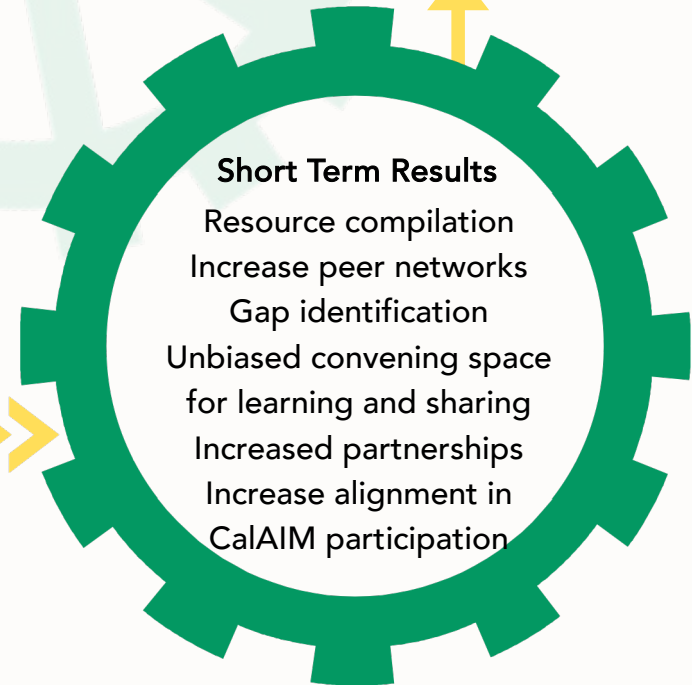 Short Term Results
Resource compilation
Increase peer networks
Gap identification
Unbiased convening space
for learning and sharing
Increased partnerships
Increase alignment in
CalAIM participation